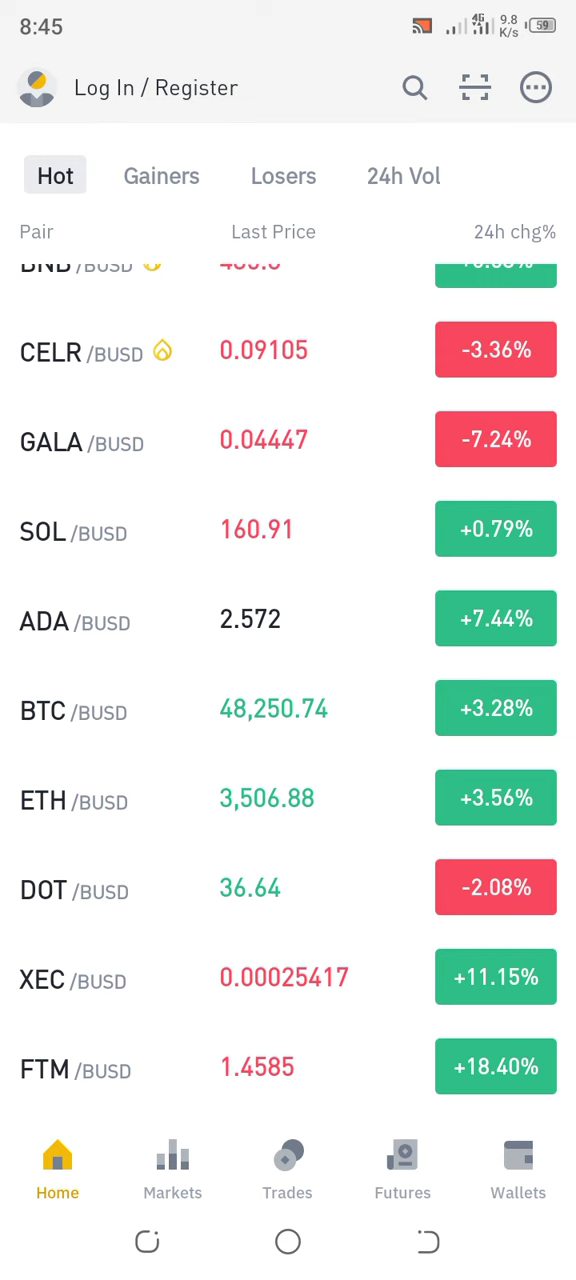 8:45 4G 9.8 K/s 59
Log In / Register
Hot Gainers Losers 24h Vol
Pair Last Price 24h chg%
BNB /BUSD
CELR /BUSD 0.09105 -3.36%
GALA /BUSD 0.04447 -7.24%
SOL /BUSD 160.91 +0.79%
ADA /BUSD 2.572 +7.44%
BTC /BUSD 48,250.74 +3.28%
ETH /BUSD 3,506.88 +3.56%
DOT /BUSD 36.64 -2.08%
XEC /BUSD 0.00025417 +11.15%
FTM /BUSD 1.4585 +18.40%
Home Markets Trades Futures Wallets